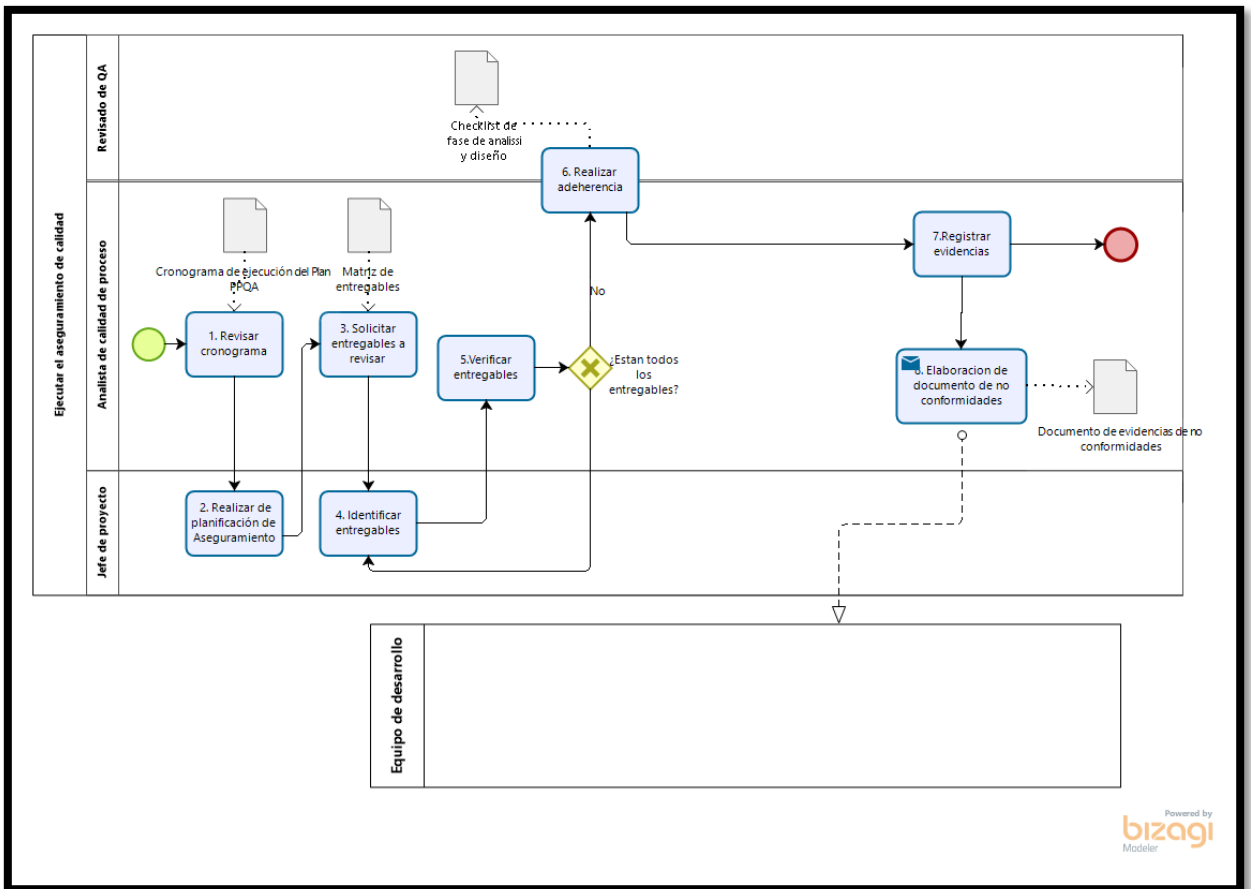 Ejecutar el aseguramiento de calidad
Revisado de QA
Checklist de
fase de analissi
y diseño
6. Realizar
adeherencia
Analista de calidad de proceso
Cronograma de ejecución del Plan
PPQA
Matriz de
entregables
1. Revisar
cronograma
3. Solicitar
entregables a
revisar
5.Verificar
entregables
¿Estan todos
los
entregables?
No
7.Registrar
evidencias
8. Elaboracion de
documento de no
conformidades
Documento de evidencias de no
conformidades
Jefe de proyecto
2. Realizar de
planificación de
Aseguramiento
4. Identificar
entregables
Equipo de desarrollo
Powered by
bizagi
Modeler